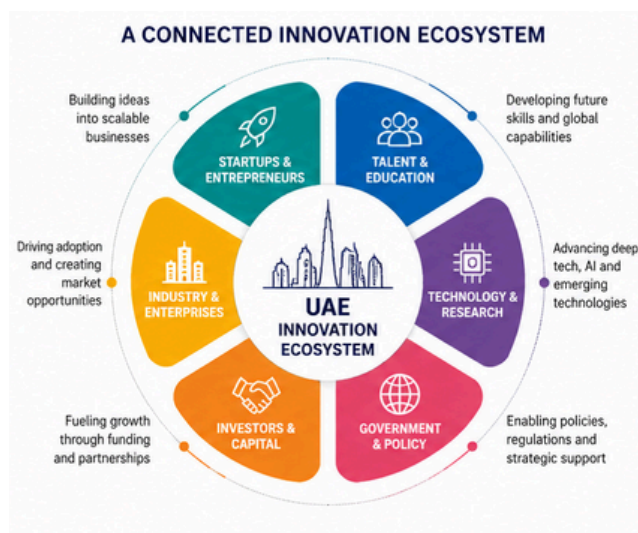 A CONNECTED INNOVATION ECOSYSTEM
Building ideas
into scalable
businesses
STARTUPS &
ENTREPRENEURS
TALENT &
EDUCATION
Developing future
skills and global
capabilities
Driving adoption
and creating
market
opportunities
INDUSTRY &
ENTERPRISES
UAE
INNOVATION
ECOSYSTEM
TECHNOLOGY &
RESEARCH
Advancing deep
tech, AI and
emerging
technologies
Fueling growth
through funding
and partnerships
INVESTORS &
CAPITAL
GOVERNMENT
& POLICY
Enabling policies,
regulations and
strategic support